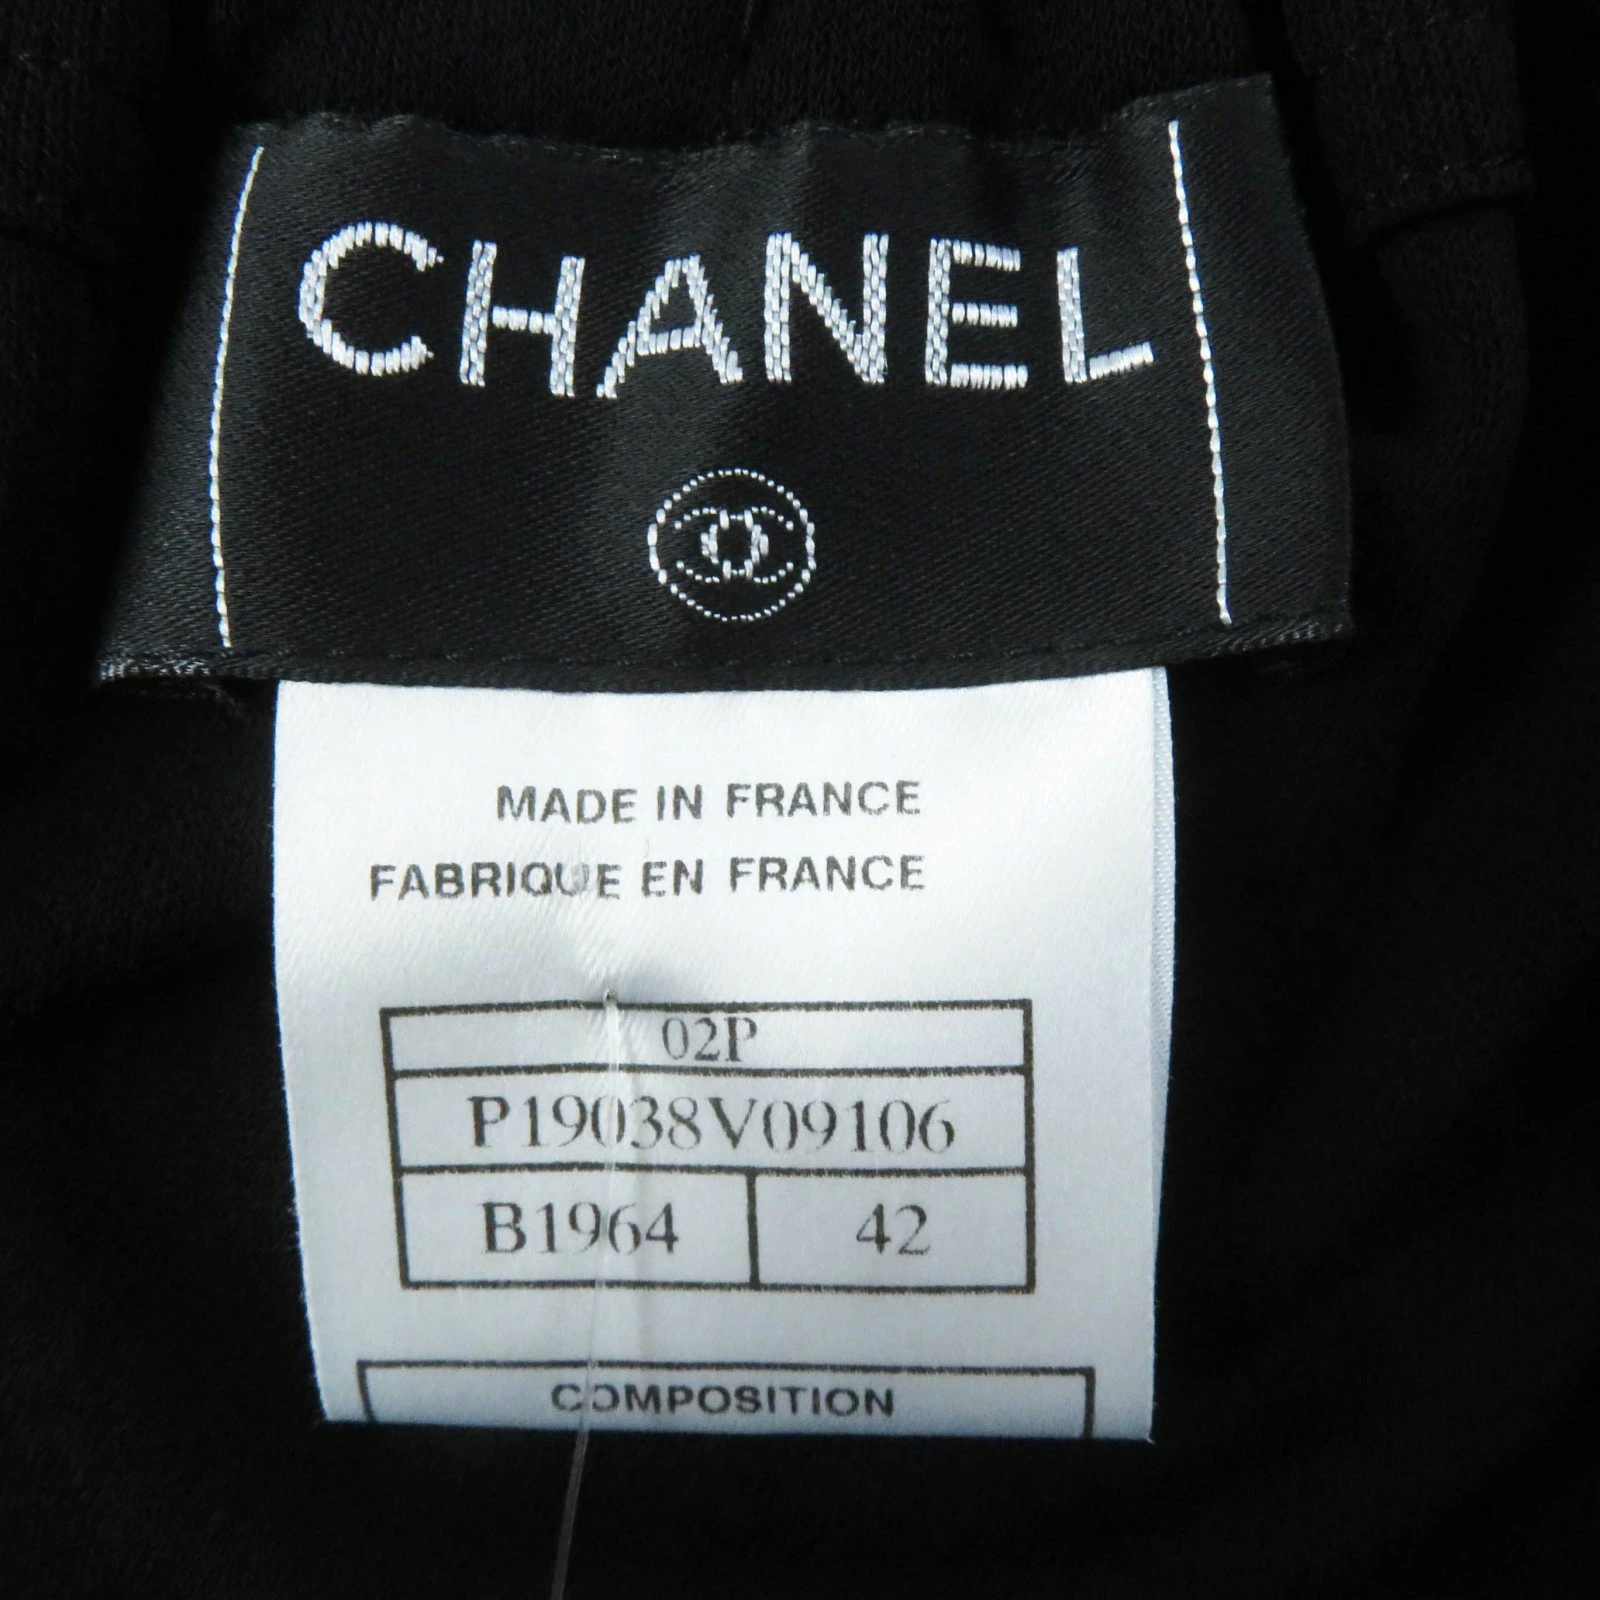 CHANEL
MADE IN FRANCE
FABRIQUE EN FRANCE
02P
P19038V09106
B1964 42
COMPOSITION